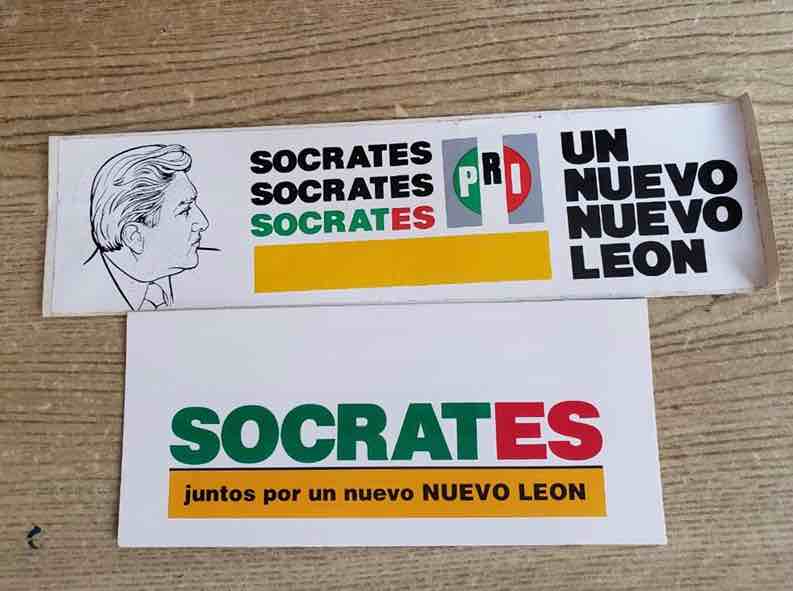 SOCRATES
SOCRATES
SOCRATES
PRI
UN
NUEVO
NUEVO
LEON
SOCRATES
juntos por un nuevo NUEVO LEON